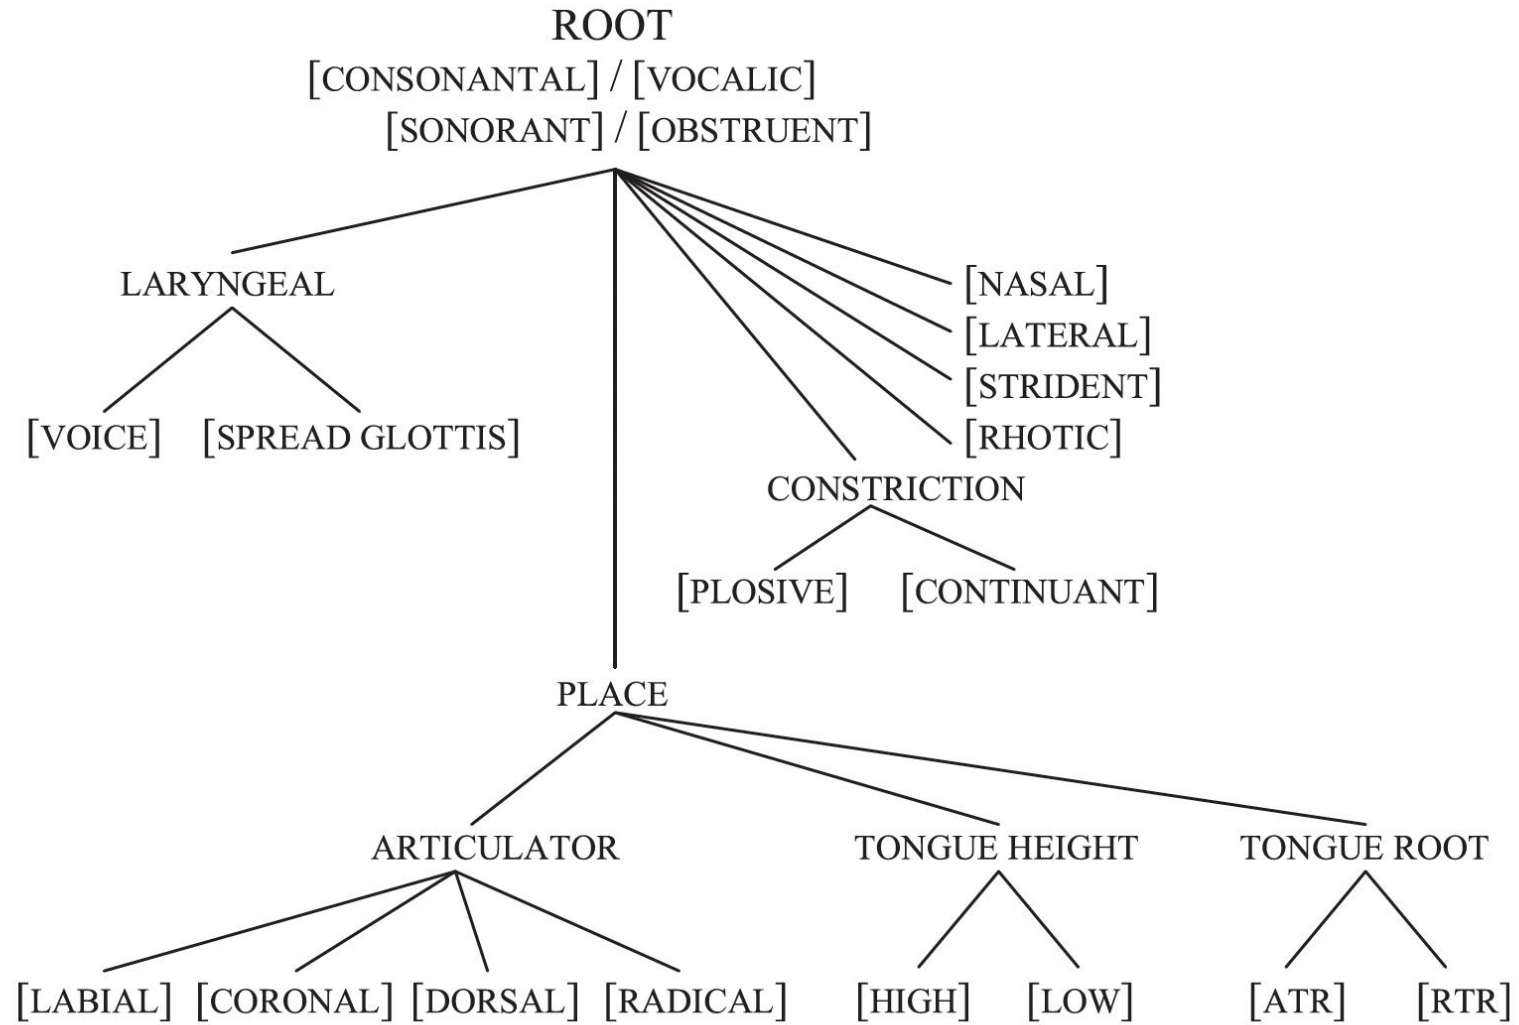 ROOT
[CONSONANTAL] / [VOCALIC]
[SONORANT] / [OBSTRUENT]
LARYNGEAL
[NASAL]
[LATERAL]
[STRIDENT]
[VOICE] [SPREAD GLOTTIS]
[RHOTIC]
CONSTRICTION
[PLOSIVE] [CONTINUANT]
PLACE
ARTICULATOR TONGUE HEIGHT TONGUE ROOT
[LABIAL] [CORONAL] [DORSAL] [RADICAL] [HIGH] [LOW] [ATR] [RTR]